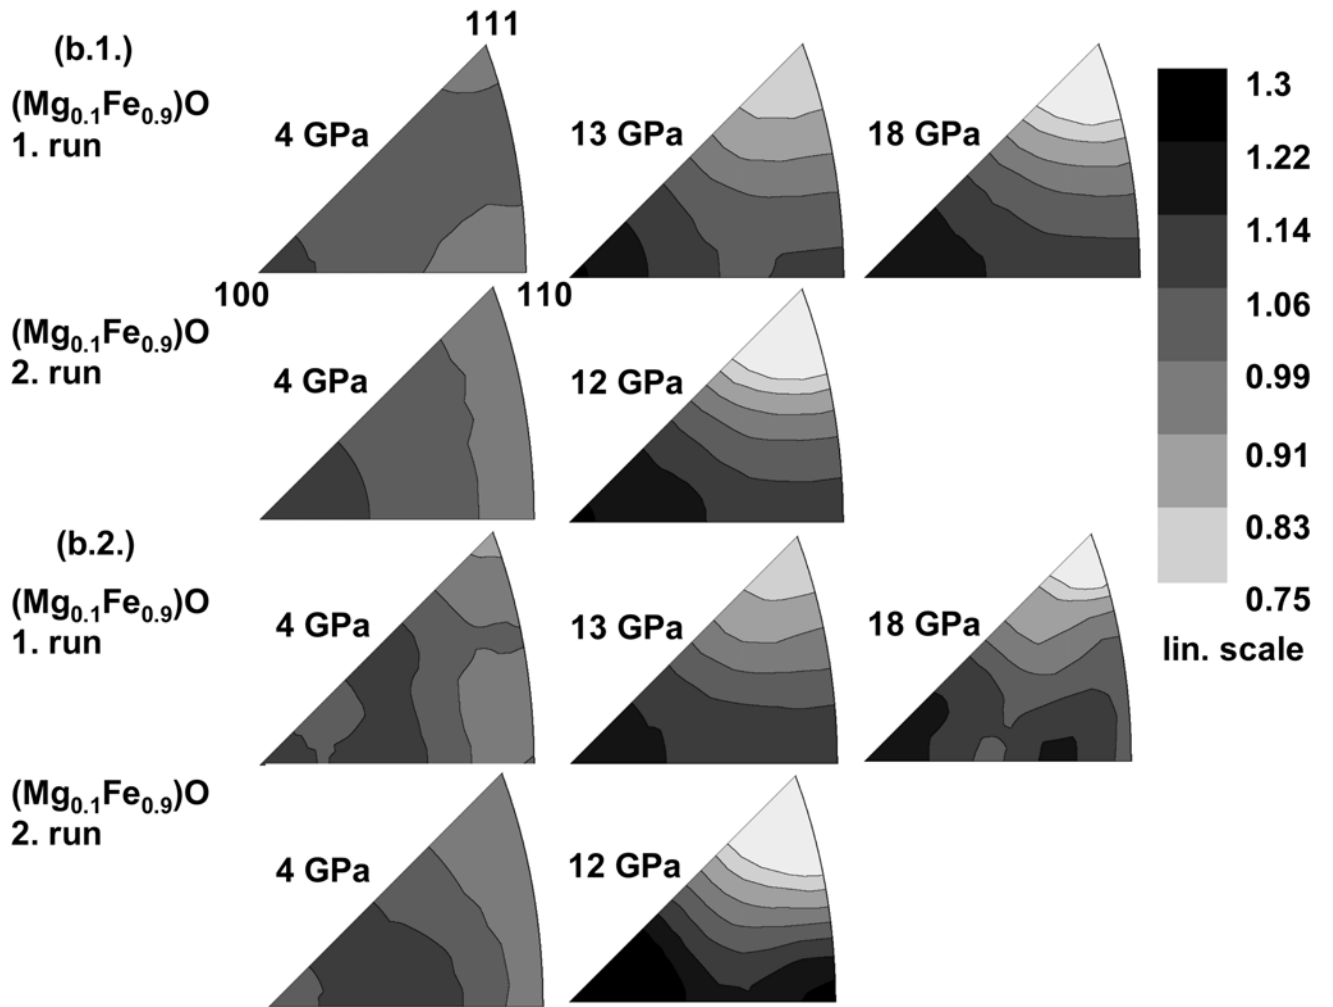 (b.1.)
111
(Mg0.1Fe0.9)O
1. run
4 GPa
13 GPa
18 GPa
100
110
(Mg0.1Fe0.9)O
2. run
4 GPa
12 GPa
(b.2.)
(Mg0.1Fe0.9)O
1. run
4 GPa
13 GPa
18 GPa
(Mg0.1Fe0.9)O
2. run
4 GPa
12 GPa
1.3
1.22
1.14
1.06
0.99
0.91
0.83
0.75
lin. scale